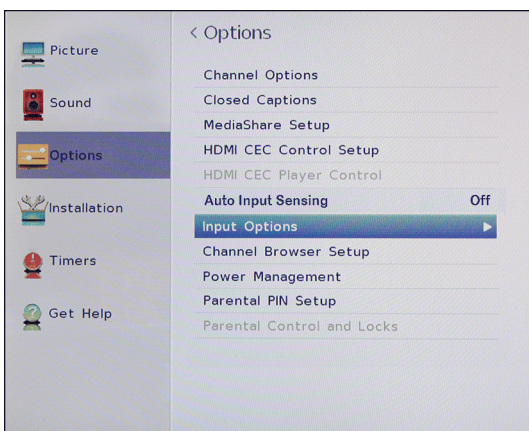 Picture
Sound
Options
Installation
Timers
Get Help
< Options
Channel Options
Closed Captions
MediaShare Setup
HDMI CEC Control Setup
HDMI CEC Player Control
Auto Input Sensing Off
Input Options
Channel Browser Setup
Power Management
Parental PIN Setup
Parental Control and Locks